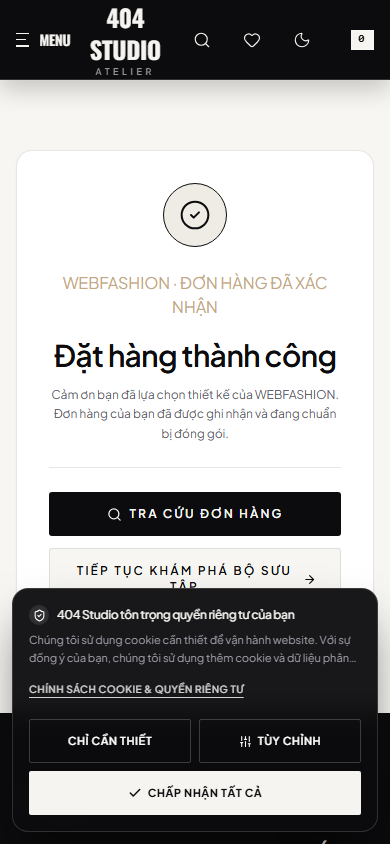 MENU
404
STUDIO
ATELIER
0
WEBFASHION · ĐƠN HÀNG ĐÃ XÁC
NHẬN
Đặt hàng thành công
Cảm ơn bạn đã lựa chọn thiết kế của WEBFASHION.
Đơn hàng của bạn đã được ghi nhận và đang chuẩn
bị đóng gói.
TRA CỨU ĐƠN HÀNG
TIẾP TỤC KHÁM PHÁ BỘ SƯU
TẬP
404 Studio tôn trọng quyền riêng tư của bạn
Chúng tôi sử dụng cookie cần thiết để vận hành website. Với sự
đồng ý của bạn, chúng tôi sử dụng thêm cookie và dữ liệu phân...
CHÍNH SÁCH COOKIE & QUYỀN RIÊNG TƯ
CHỈ CẦN THIẾT
TÙY CHỈNH
CHẤP NHẬN TẤT CẢ